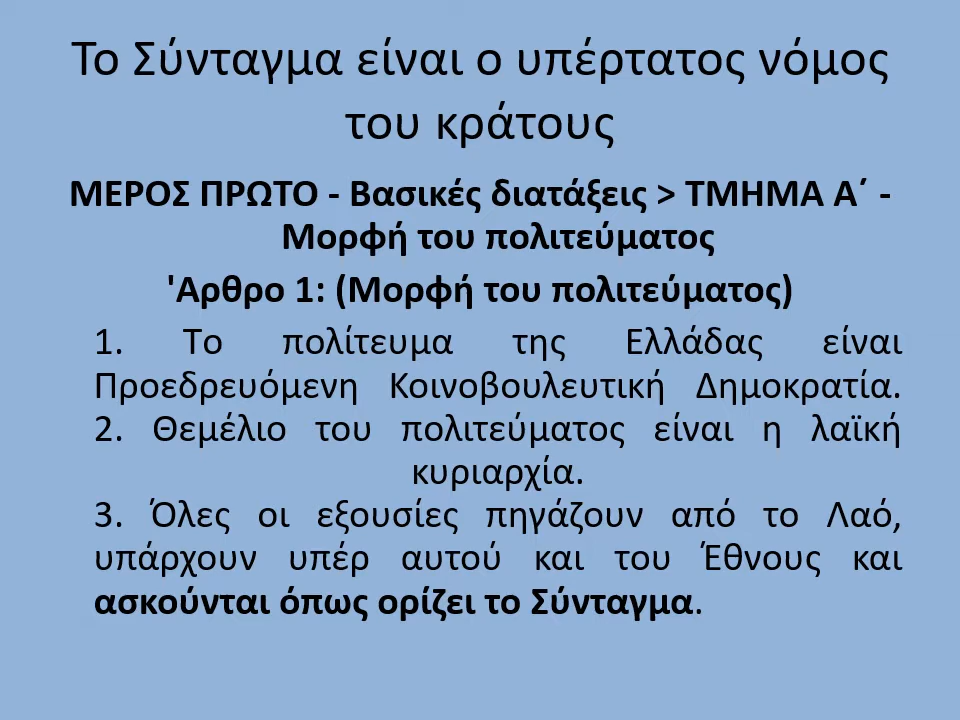 Το Σύνταγμα είναι ο υπέρτατος νόμος
του κράτους
ΜΕΡΟΣ ΠΡΩΤΟ - Βασικές διατάξεις > ΤΜΗΜΑ Α΄ -
Μορφή του πολιτεύματος
'Αρθρο 1: (Μορφή του πολιτεύματος)
1. Το πολίτευμα της Ελλάδας είναι
Προεδρευόμενη Κοινοβουλευτική Δημοκρατία.
2. Θεμέλιο του πολιτεύματος είναι η λαϊκή
κυριαρχία.
3. Όλες οι εξουσίες πηγάζουν από το Λαό,
υπάρχουν υπέρ αυτού και του Έθνους και
ασκούνται όπως ορίζει το Σύνταγμα.